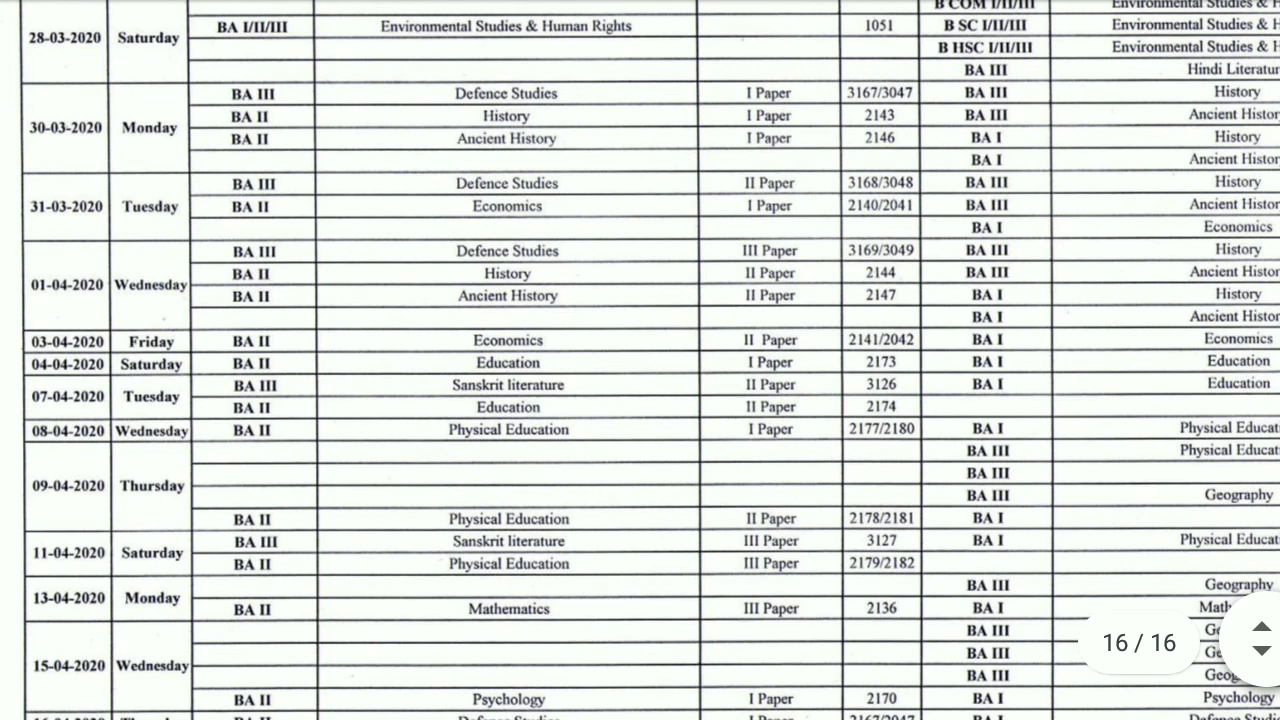 B COM I/II/III Environmental Studies &
28-03-2020 Saturday BA I/II/III Environmental Studies & Human Rights 1051 B SC I/II/III Environmental Studies &
B HSC I/II/III Environmental Studies &
BA III Hindi
30-03-2020 Monday BA III Defence Studies I Paper 3167/3047 BA III History
BA II History I Paper 2143 BA III Ancient
BA II Ancient History I Paper 2146 BA I History
BA I Ancient
31-03-2020 Tuesday BA III Defence Studies II Paper 3168/3048 BA III History
BA II Economics I Paper 2140/2041 BA III Ancient
BA I Economics
01-04-2020 Wednesday BA III Defence Studies III Paper 3169/3049 BA III History
BA II History II Paper 2144 BA III Ancient
BA II Ancient History II Paper 2147 BA I History
BA I Ancient
03-04-2020 Friday BA II Economics II Paper 2141/2042 BA I Economics
04-04-2020 Saturday BA II Education I Paper 2173 BA I Education
07-04-2020 Tuesday BA III Sanskrit literature II Paper 3126 BA I Education
BA II Education II Paper 2174
08-04-2020 Wednesday BA II Physical Education I Paper 2177/2180 BA I Physical
BA III Physical
09-04-2020 Thursday BA III
BA III Geography
BA II Physical Education II Paper 2178/2181 BA I
11-04-2020 Saturday BA III Sanskrit literature III Paper 3127 BA I Physical
BA II Physical Education III Paper 2179/2182
13-04-2020 Monday BA III Geography
BA II Mathematics III Paper 2136 BA I
BA III
15-04-2020 Wednesday BA III
BA III
BA II Psychology I Paper 2170 BA I Psychology
16 / 16